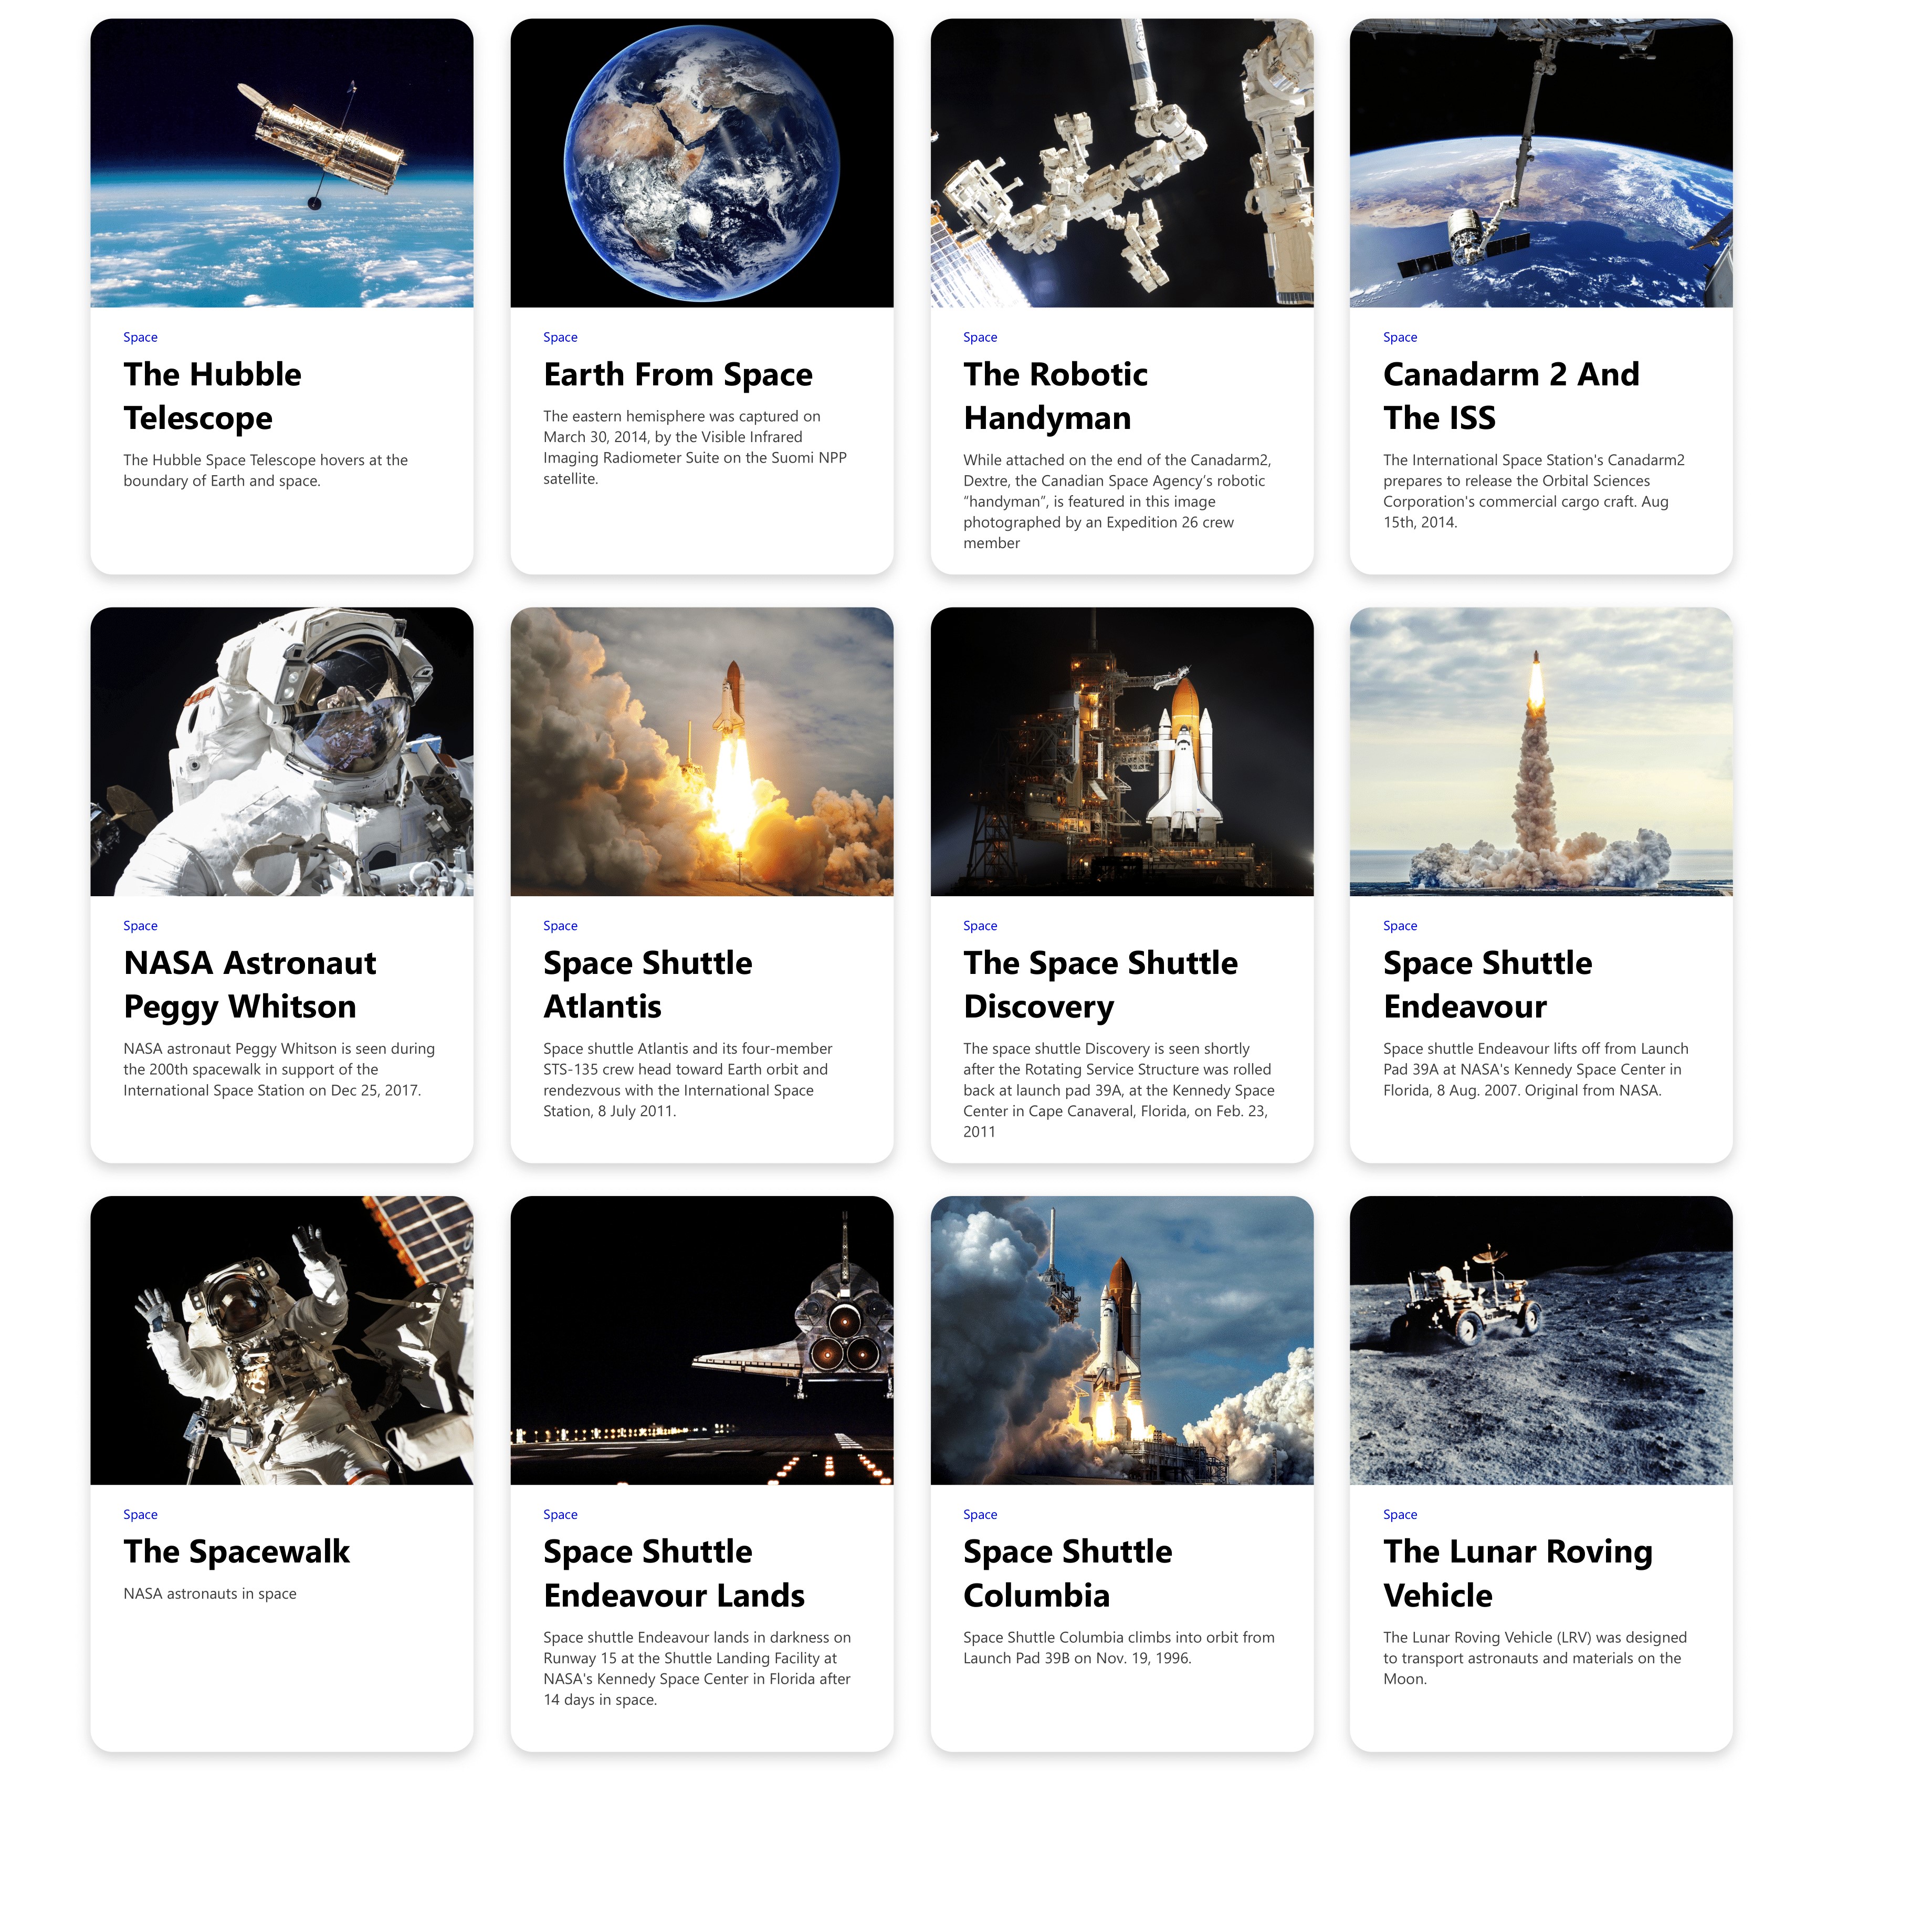 Space
The Hubble
Telescope
The Hubble Space Telescope hovers at the
boundary of Earth and space.
Space
Earth From Space
The eastern hemisphere was captured on
March 30, 2014, by the Visible Infrared
Imaging Radiometer Suite on the Suomi NPP
satellite.
Space
The Robotic
Handyman
While attached on the end of the Canadarm2,
Dextre, the Canadian Space Agency’s robotic
“handyman”, is featured in this image
photographed by an Expedition 26 crew
member
Space
Canadarm 2 And
The ISS
The International Space Station's Canadarm2
prepares to release the Orbital Sciences
Corporation's commercial cargo craft. Aug
15th, 2014.
Space
NASA Astronaut
Peggy Whitson
NASA astronaut Peggy Whitson is seen during
the 200th spacewalk in support of the
International Space Station on Dec 25, 2017.
Space
Space Shuttle
Atlantis
Space shuttle Atlantis and its four-member
STS-135 crew head toward Earth orbit and
rendezvous with the International Space
Station, 8 July 2011.
Space
The Space Shuttle
Discovery
The space shuttle Discovery is seen shortly
after the Rotating Service Structure was rolled
back at launch pad 39A, at the Kennedy Space
Center in Cape Canaveral, Florida, on Feb. 23,
2011
Space
Space Shuttle
Endeavour
Space shuttle Endeavour lifts off from Launch
Pad 39A at NASA's Kennedy Space Center in
Florida, 8 Aug. 2007. Original from NASA.
Space
The Spacewalk
NASA astronauts in space
Space
Space Shuttle
Endeavour Lands
Space shuttle Endeavour lands in darkness on
Runway 15 at the Shuttle Landing Facility at
NASA's Kennedy Space Center in Florida after
14 days in space.
Space
Space Shuttle
Columbia
Space Shuttle Columbia climbs into orbit from
Launch Pad 39B on Nov. 19, 1996.
Space
The Lunar Roving
Vehicle
The Lunar Roving Vehicle (LRV) was designed
to transport astronauts and materials on the
Moon.